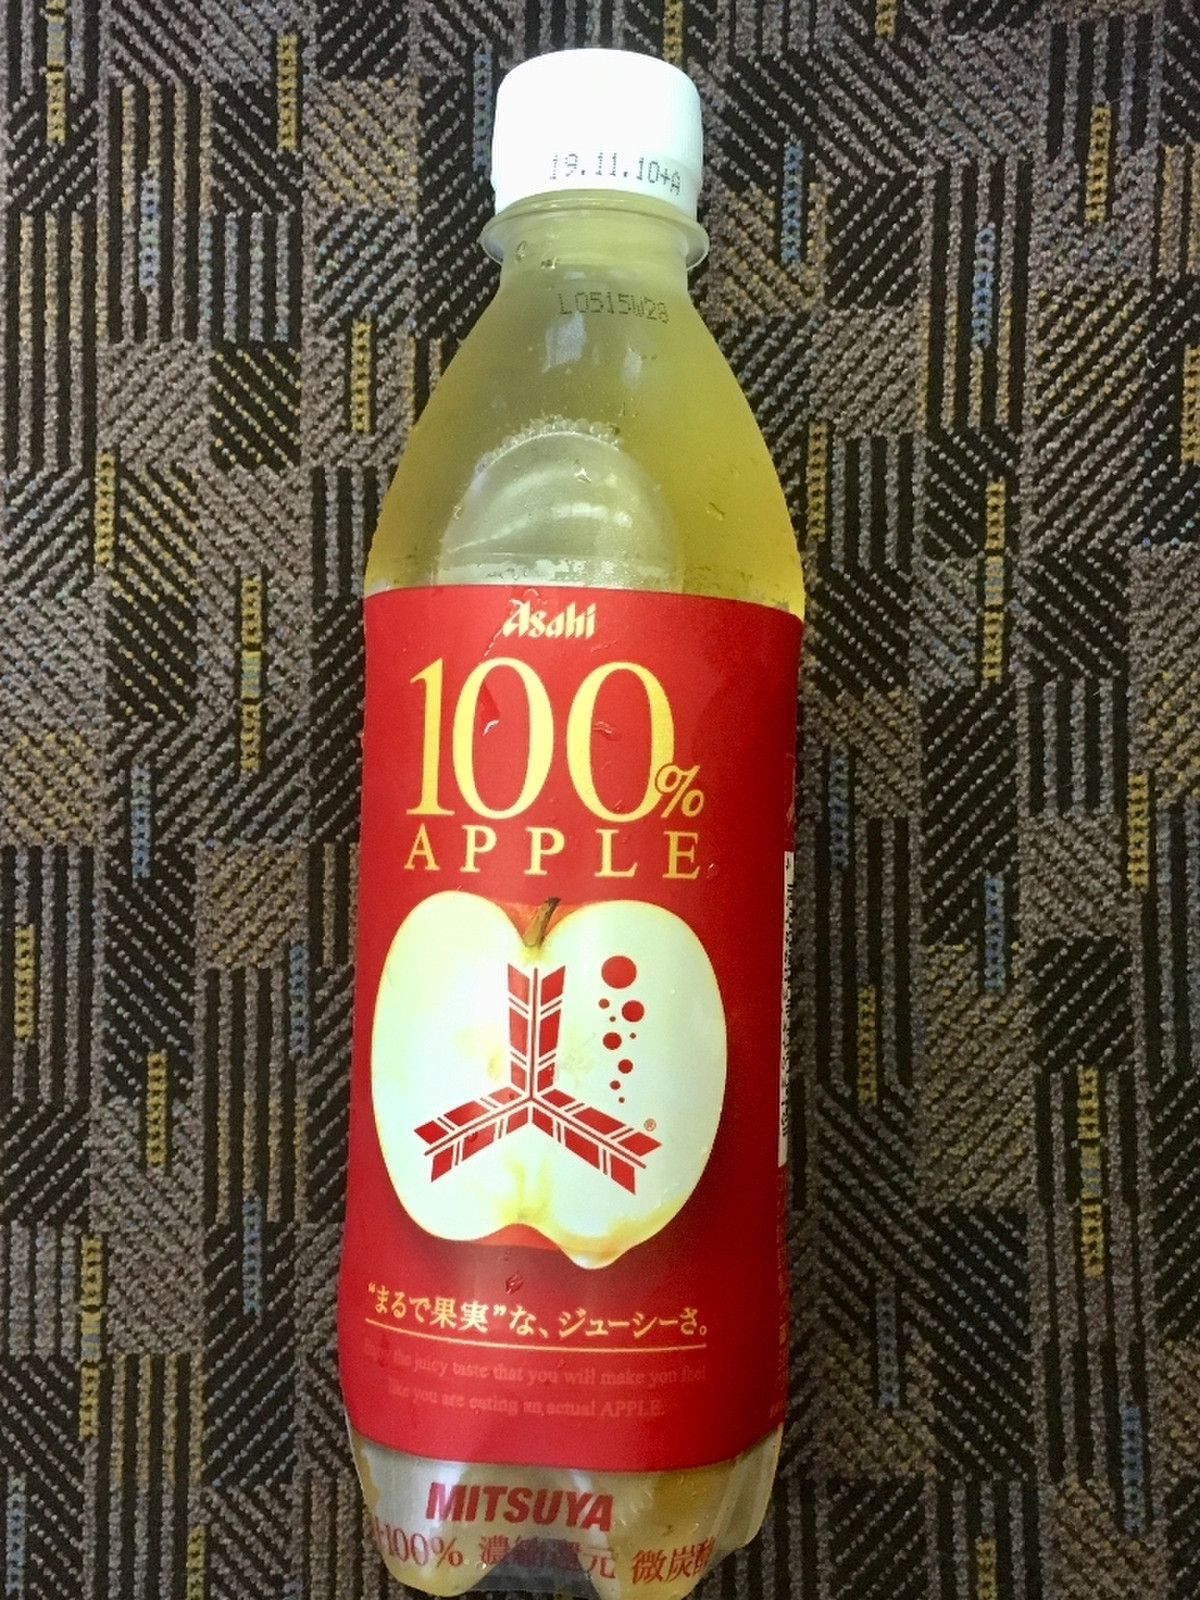 19.11.10+A
L0515W28
Asahi
100%
APPLE
®
“まるで果実”な、ジューシーさ。
Enjoy the juicy taste that you will make you feel
like you are eating an actual APPLE.
MITSUYA
100% 濃縮還元 微炭酸